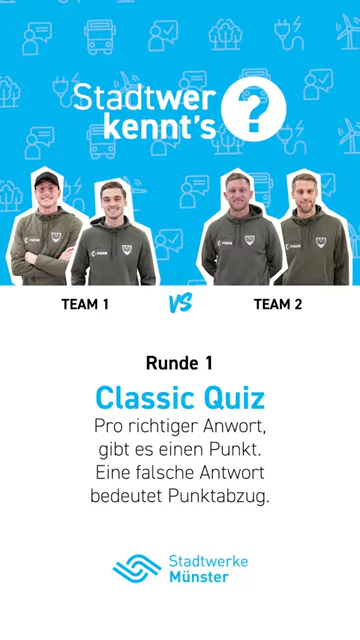 Stadtwer
kennt's ?
TEAM 1 VS TEAM 2
Runde 1
Classic Quiz
Pro richtiger Anwort,
gibt es einen Punkt.
Eine falsche Antwort
bedeutet Punktabzug.
Stadtwerke
Münster